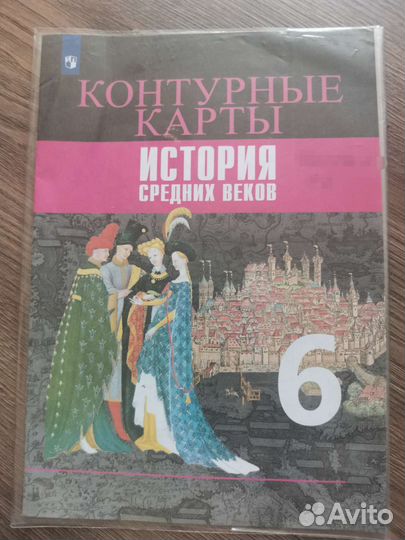 КОНТУРНЫЕ
КАРТЫ
ИСТОРИЯ
СРЕДНИХ ВЕКОВ
6
Avito